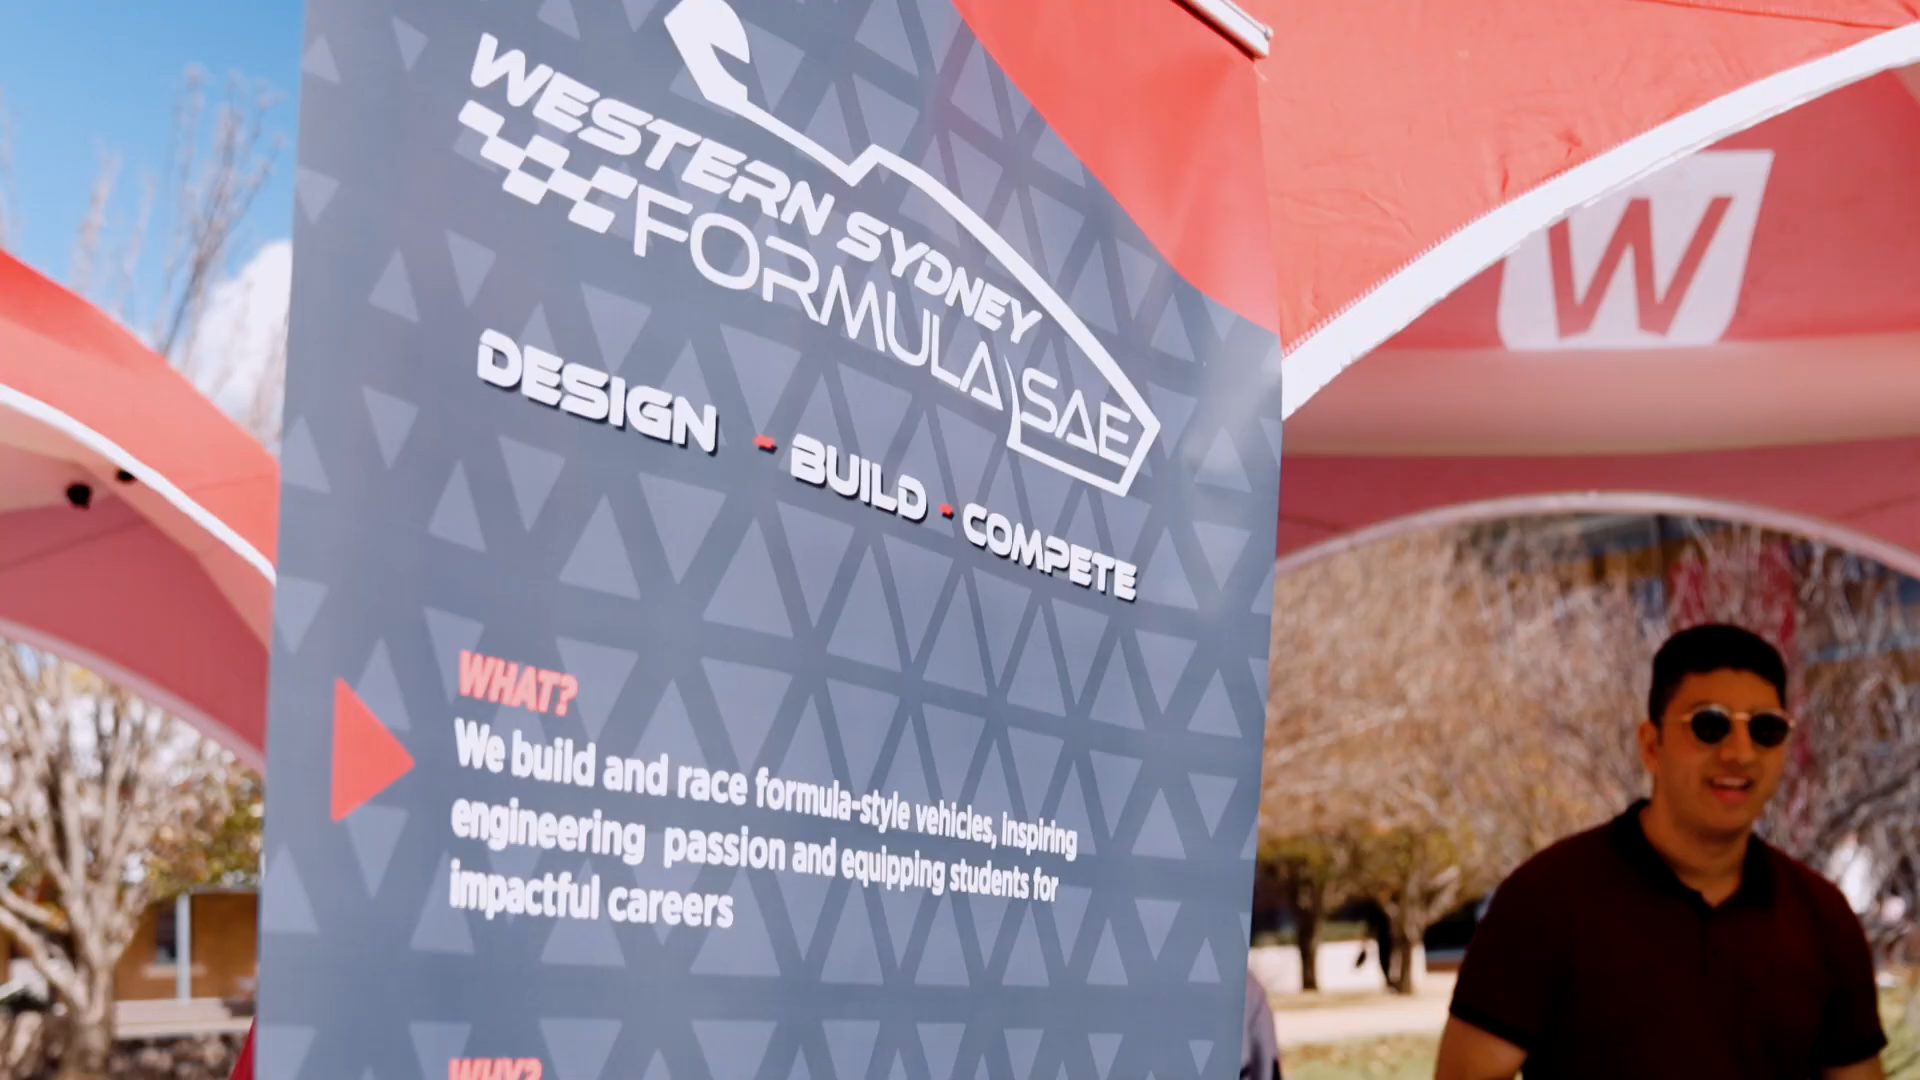 WESTERN SYDNEY
FORMULA SAE
DESIGN - BUILD - COMPETE
WHAT?
We build and race formula-style vehicles, inspiring
engineering passion and equipping students for
impactful careers
WHY?
W